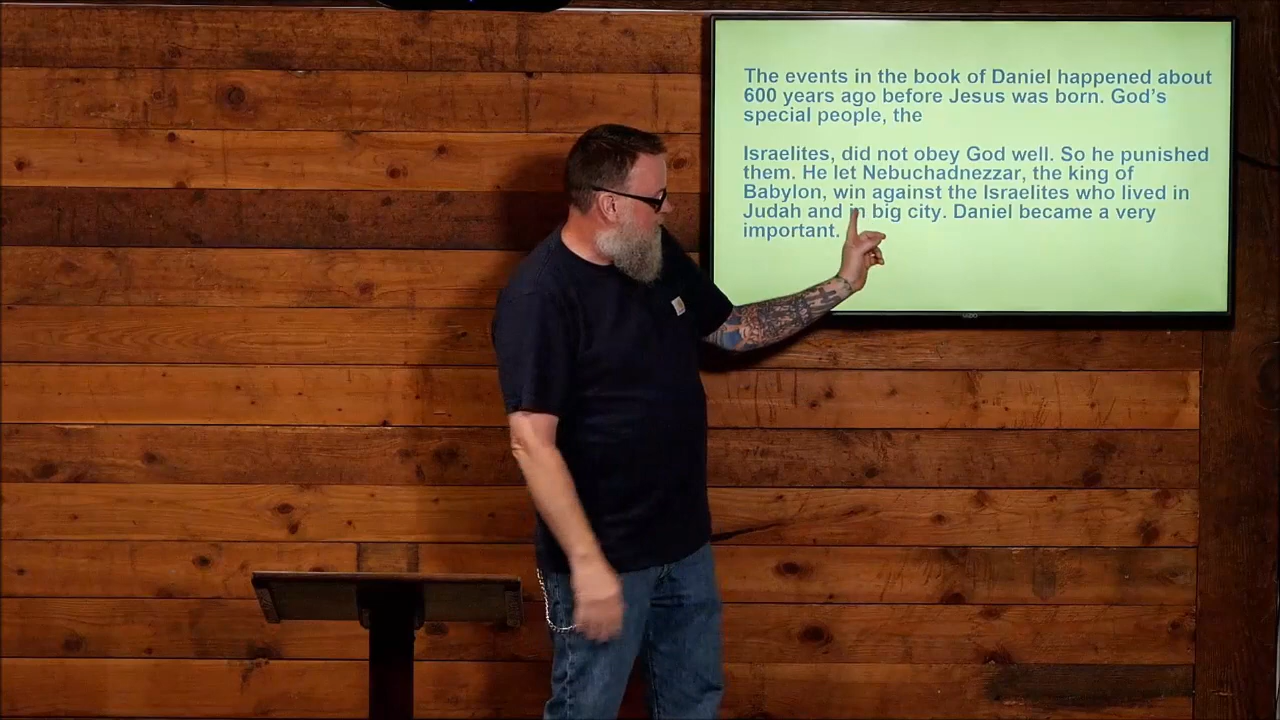 The events in the book of Daniel happened about
600 years ago before Jesus was born. God's
special people, the
Israelites, did not obey God well. So he punished
them. He let Nebuchadnezzar, the king of
Babylon, win against the Israelites who lived in
Judah and in big city. Daniel became a very
important.